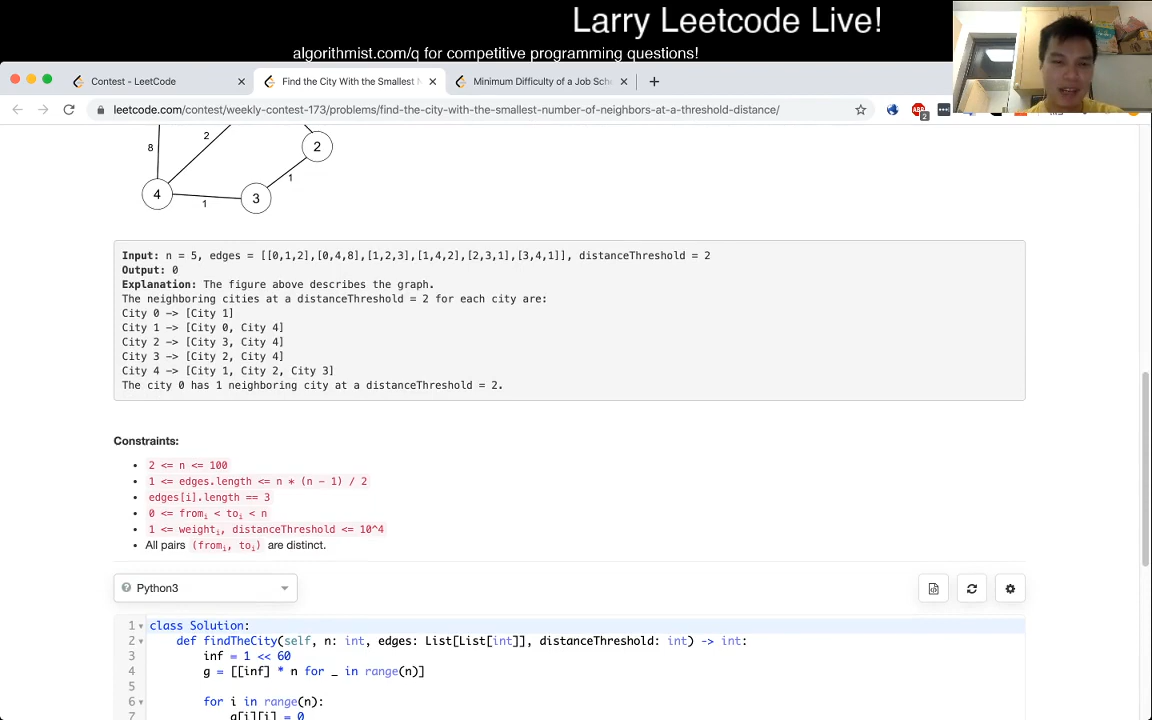 Larry Leetcode Live!
algorithmist.com/q for competitive programming questions!
Contest - LeetCode
Find the City With the Smallest
Minimum Difficulty of a Job Sch
leetcode.com/contest/weekly-contest-173/problems/find-the-city-with-the-smallest-number-of-neighbors-at-a-threshold-distance/
ABP
2
2
8
2
1
4
3
1
Input: n = 5, edges = [[0,1,2],[0,4,8],[1,2,3],[1,4,2],[2,3,1],[3,4,1]], distanceThreshold = 2
Output: 0
Explanation: The figure above describes the graph.
The neighboring cities at a distanceThreshold = 2 for each city are:
City 0 -> [City 1]
City 1 -> [City 0, City 4]
City 2 -> [City 3, City 4]
City 3 -> [City 2, City 4]
City 4 -> [City 1, City 2, City 3]
The city 0 has 1 neighboring city at a distanceThreshold = 2.
Constraints:
• 2 <= n <= 100
• 1 <= edges.length <= n * (n - 1) / 2
• edges[i].length == 3
• 0 <= fromi < toi < n
• 1 <= weighti, distanceThreshold <= 10^4
• All pairs (fromi, toi) are distinct.
Python3
1 class Solution:
2 def findTheCity(self, n: int, edges: List[List[int]], distanceThreshold: int) -> int:
3 inf = 1 << 60
4 g = [[inf] * n for _ in range(n)]
5
6 for i in range(n):
7 g[i][i] = 0